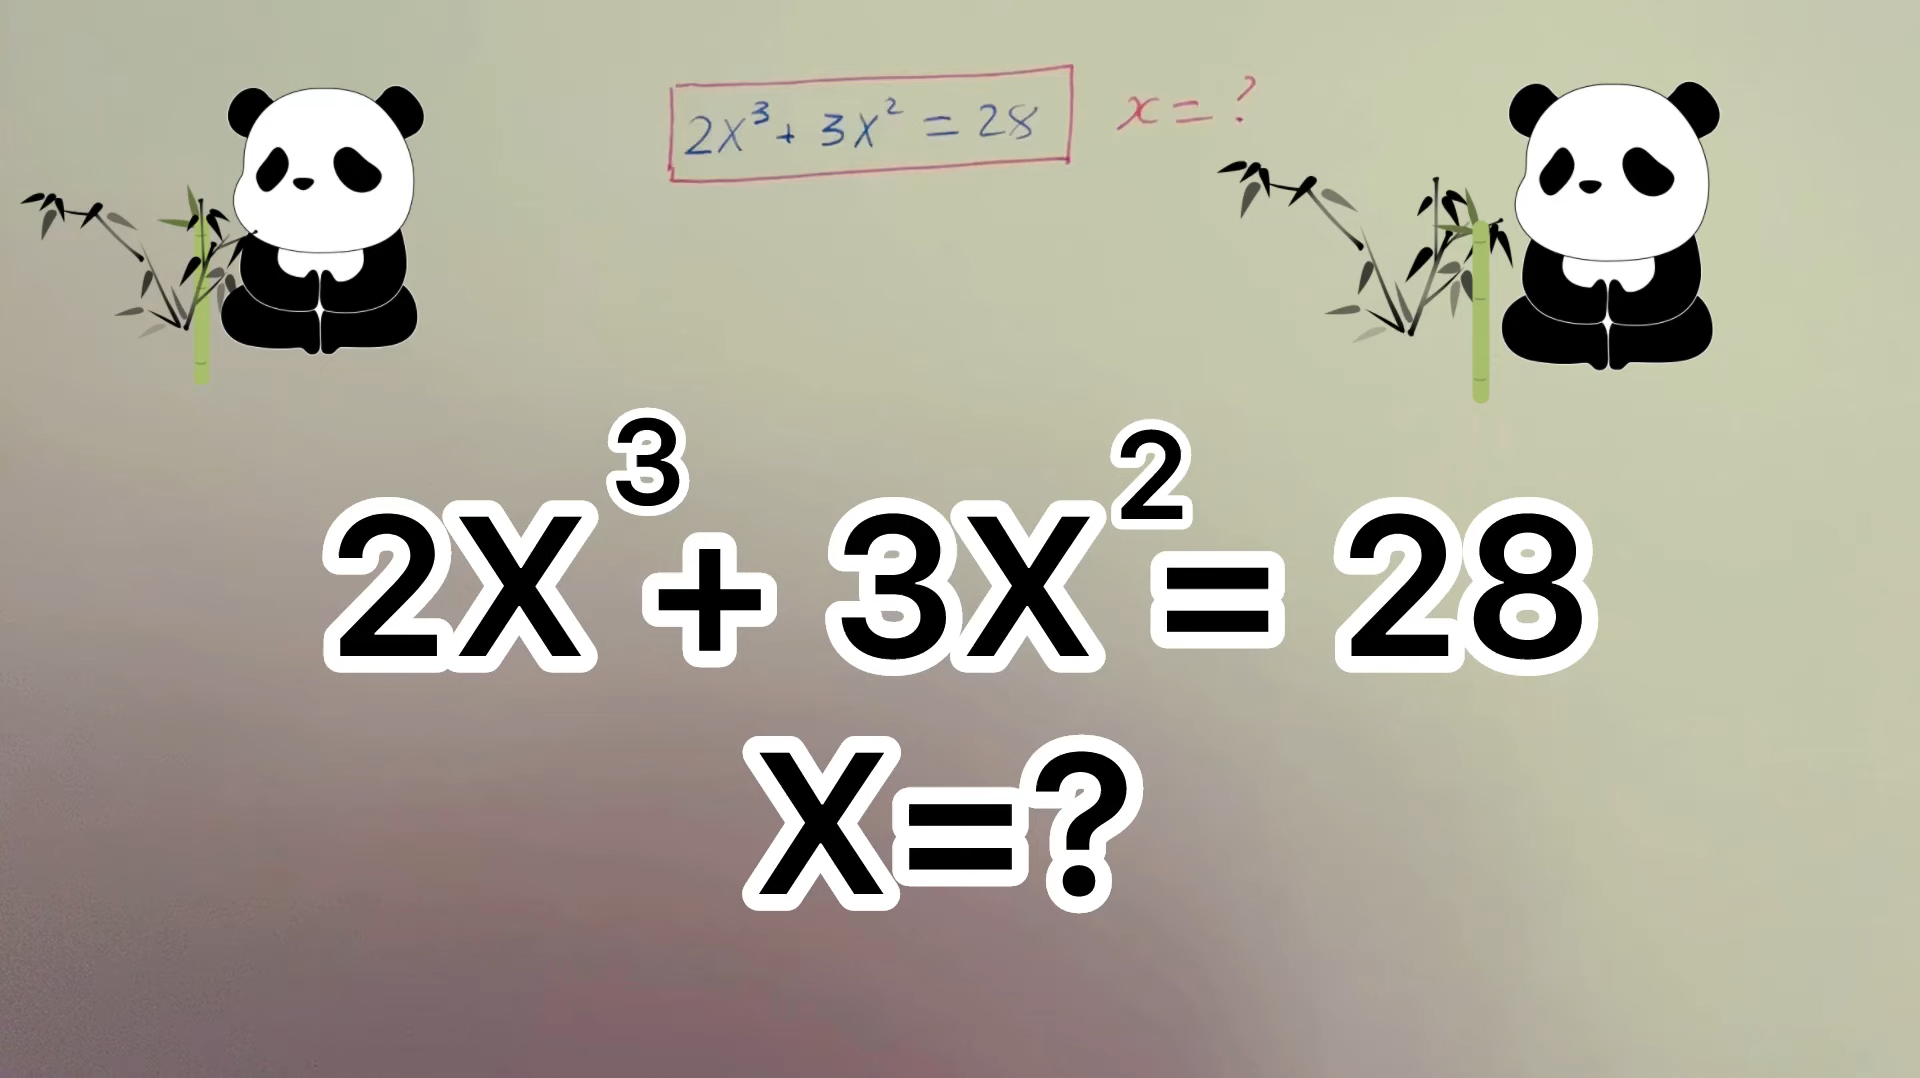 2x³ + 3x² = 28 x = ?
2X³+ 3X²= 28
X=?